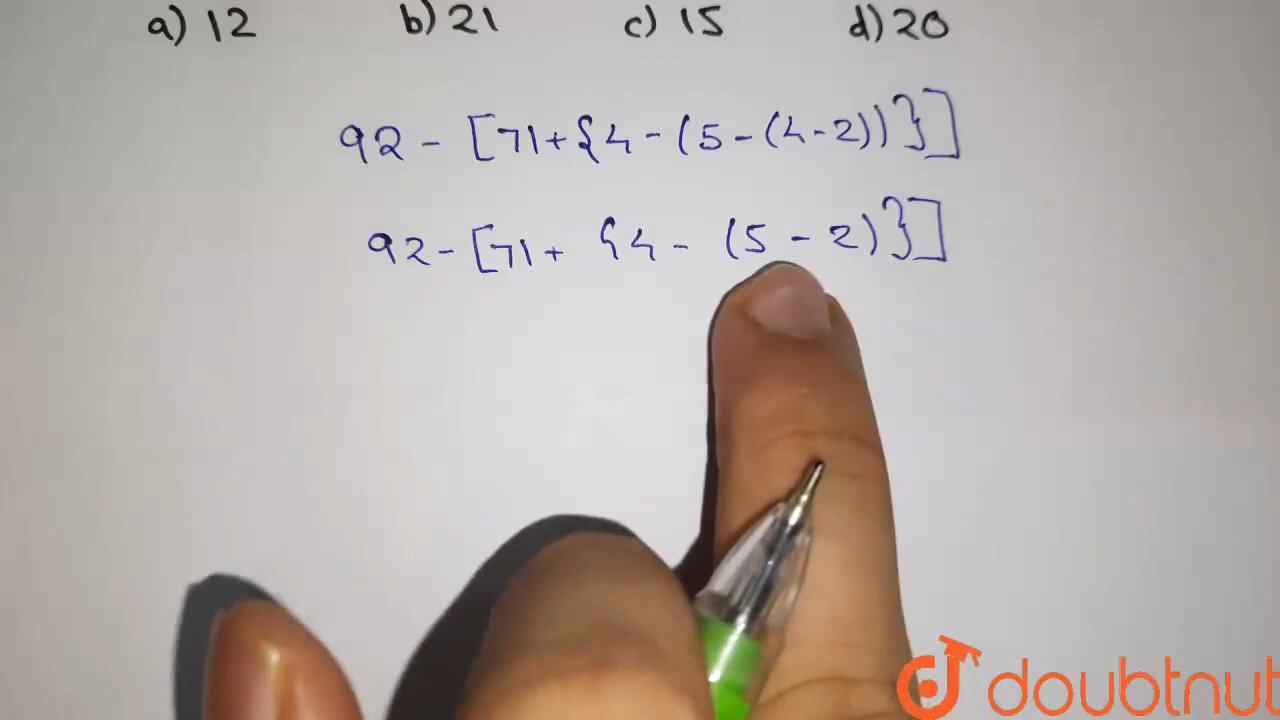 a) 12 b) 21 c) 15 d) 20
92 - [71 + {4 - (5 - (4 - 2))}]
92 - [71 + {4 - (5 - 2)}]
doubtnut